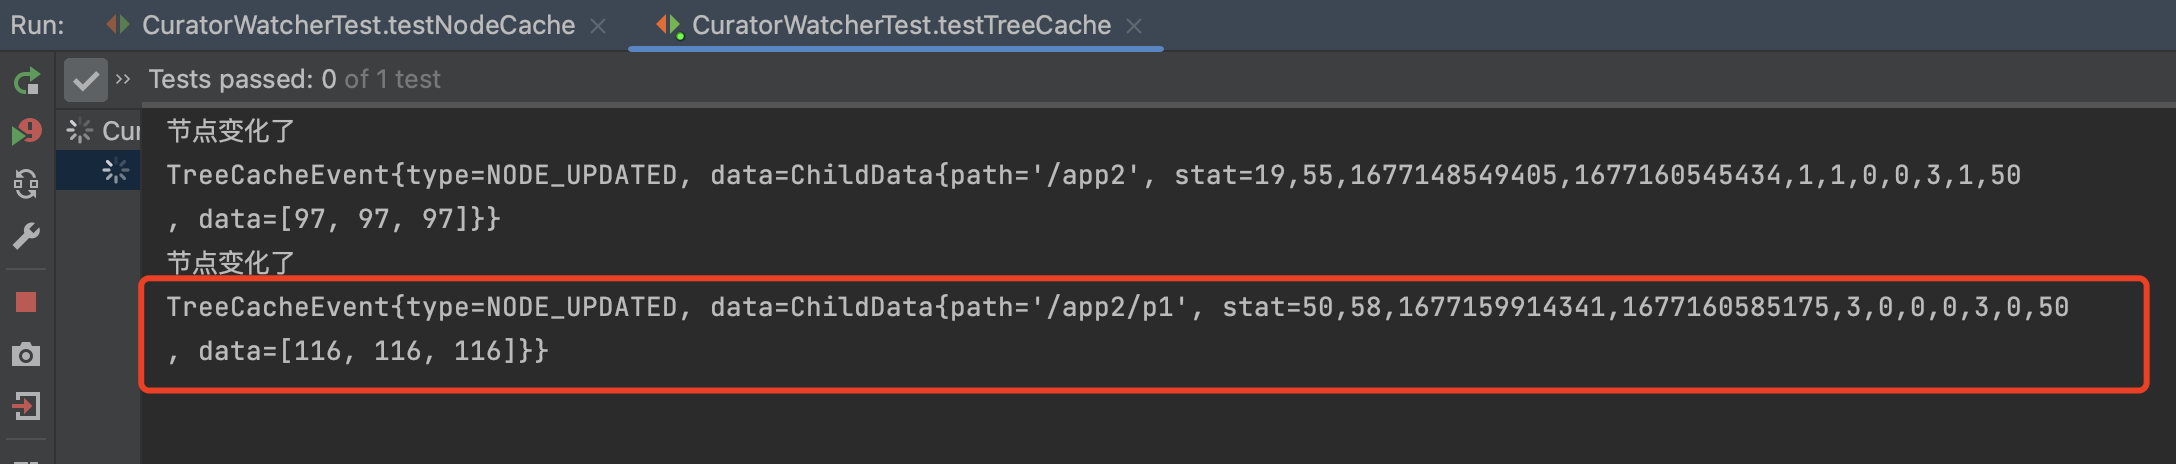 Run: CuratorWatcherTest.testNodeCache CuratorWatcherTest.testTreeCache
Tests passed: 0 of 1 test
Cur
节点变化了
TreeCacheEvent{type=NODE_UPDATED, data=ChildData{path='/app2', stat=19,55,1677148549405,1677160545434,1,1,0,0,3,1,50
, data=[97, 97, 97]}}
节点变化了
TreeCacheEvent{type=NODE_UPDATED, data=ChildData{path='/app2/p1', stat=50,58,1677159914341,1677160585175,3,0,0,0,3,0,50
, data=[116, 116, 116]}}